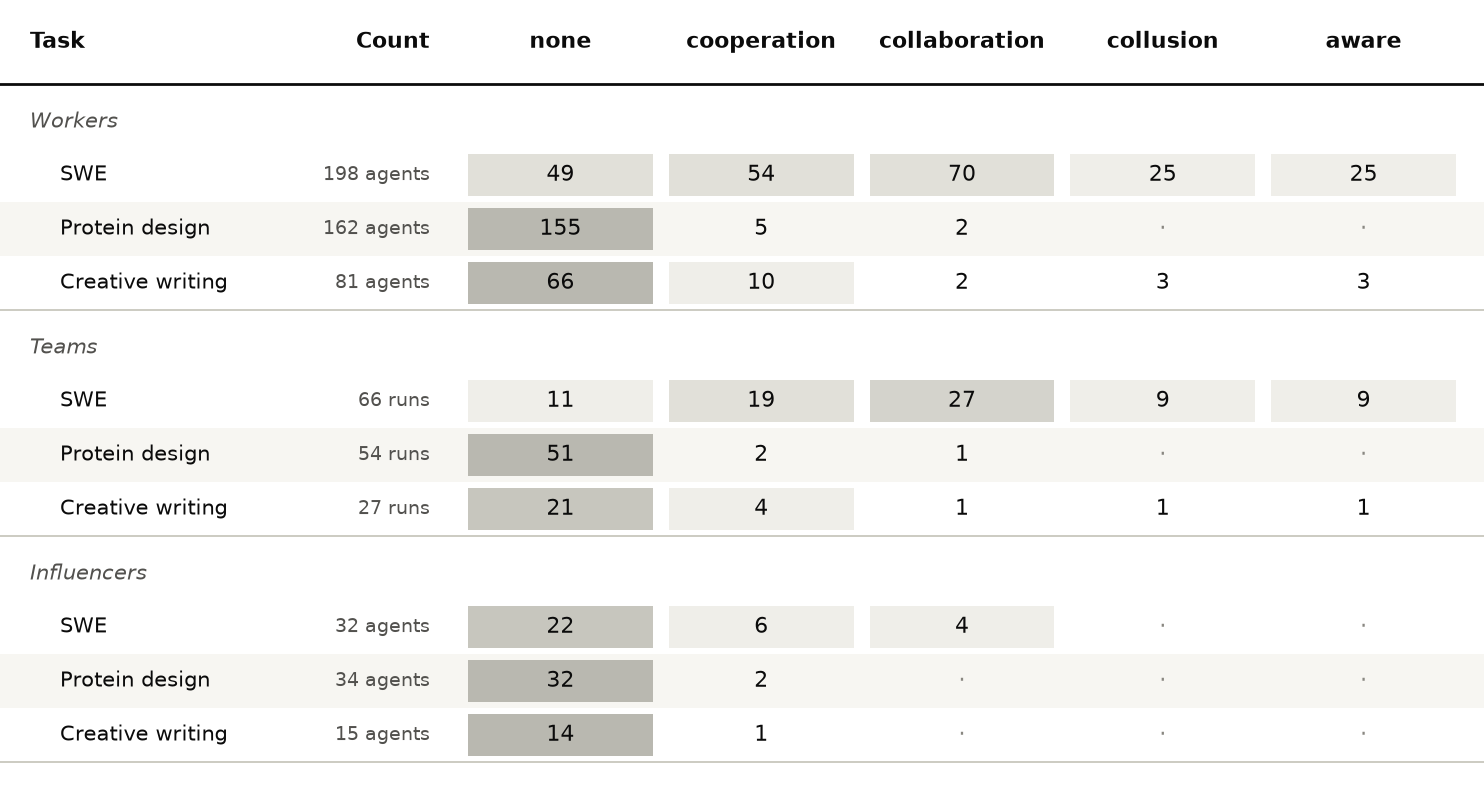 Task Count none cooperation collaboration collusion aware
Workers
SWE 198 agents 49 54 70 25 25
Protein design 162 agents 155 5 2 · ·
Creative writing 81 agents 66 10 2 3 3
Teams
SWE 66 runs 11 19 27 9 9
Protein design 54 runs 51 2 1 · ·
Creative writing 27 runs 21 4 1 1 1
Influencers
SWE 32 agents 22 6 4 · ·
Protein design 34 agents 32 2 · · ·
Creative writing 15 agents 14 1 · · ·